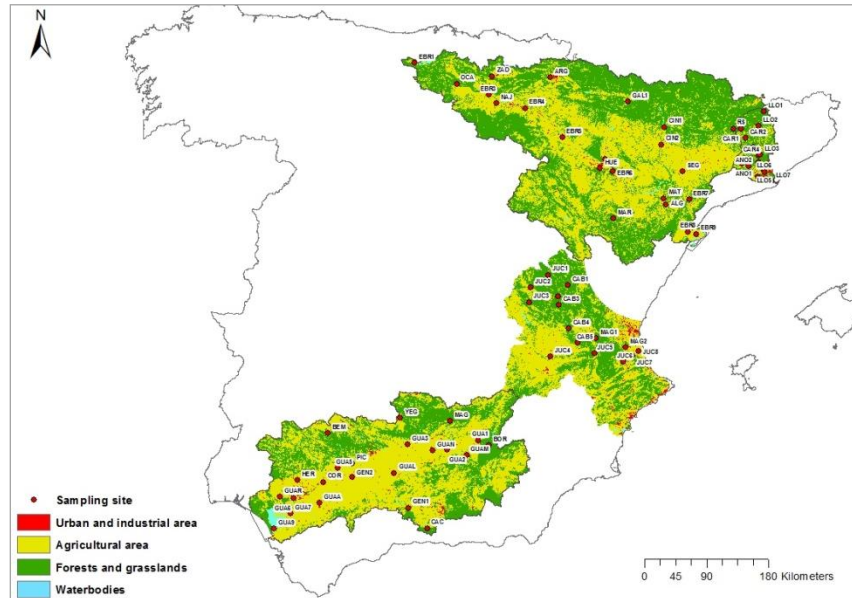 N
EBR1
OCA
ZAD
ARG
EBR3
NAJ
EBR4
GAL1
LLO1
CIN1
R5
LLO2
CAR1
CAR3
EBR5
CIN2
HUE
CAR4
LLO3
EBR6
SEG
ANO2
ANO1
LLO6
LLO7
MAT
EBR7
ALG
MAR
EBR8
JUC1
JUC2
CAB1
JUC3
CAB3
CAB4
MAG1
CAB5
MAG2
JUC4
JUC5
JUC8
JUC6
JUC7
YEG
MAG
BEM
GUA3
GUA1
BOR
GUAN
PIC
GUA2
GUAM
GUA5
HER
COR
GEN2
GUAL
GUAR
GUAA
GUA6
GUA7
GEN1
GUA9
CAC
Sampling site
Urban and industrial area
Agricultural area
Forests and grasslands
Waterbodies
0 45 90 180 Kilometers